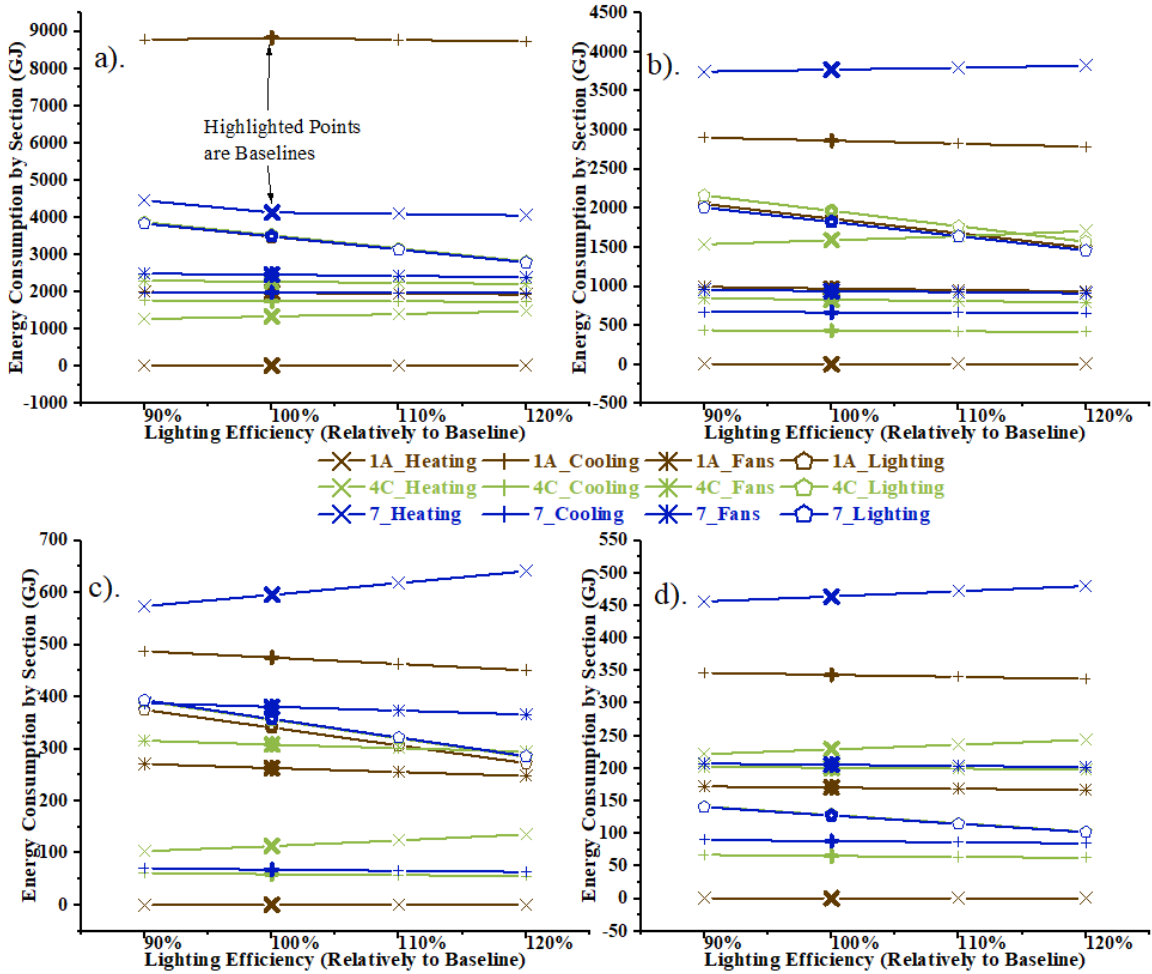 Energy Consumption by Section (GJ)
9000
8000
7000
6000
5000
4000
3000
2000
1000
0
-1000
a).
Highlighted Points
are Baselines
90% 100% 110% 120%
Lighting Efficiency (Relatively to Baseline)
Energy Consumption by Section (GJ)
4500
4000
3500
3000
2500
2000
1500
1000
500
0
-500
b).
90% 100% 110% 120%
Lighting Efficiency (Relatively to Baseline)
1A_Heating 1A_Cooling 1A_Fans 1A_Lighting
4C_Heating 4C_Cooling 4C_Fans 4C_Lighting
7_Heating 7_Cooling 7_Fans 7_Lighting
Energy Consumption by Section (GJ)
700
600
500
400
300
200
100
0
c).
90% 100% 110% 120%
Lighting Efficiency (Relatively to Baseline)
Energy Consumption by Section (GJ)
550
500
450
400
350
300
250
200
150
100
50
0
-50
d).
90% 100% 110% 120%
Lighting Efficiency (Relatively to Baseline)